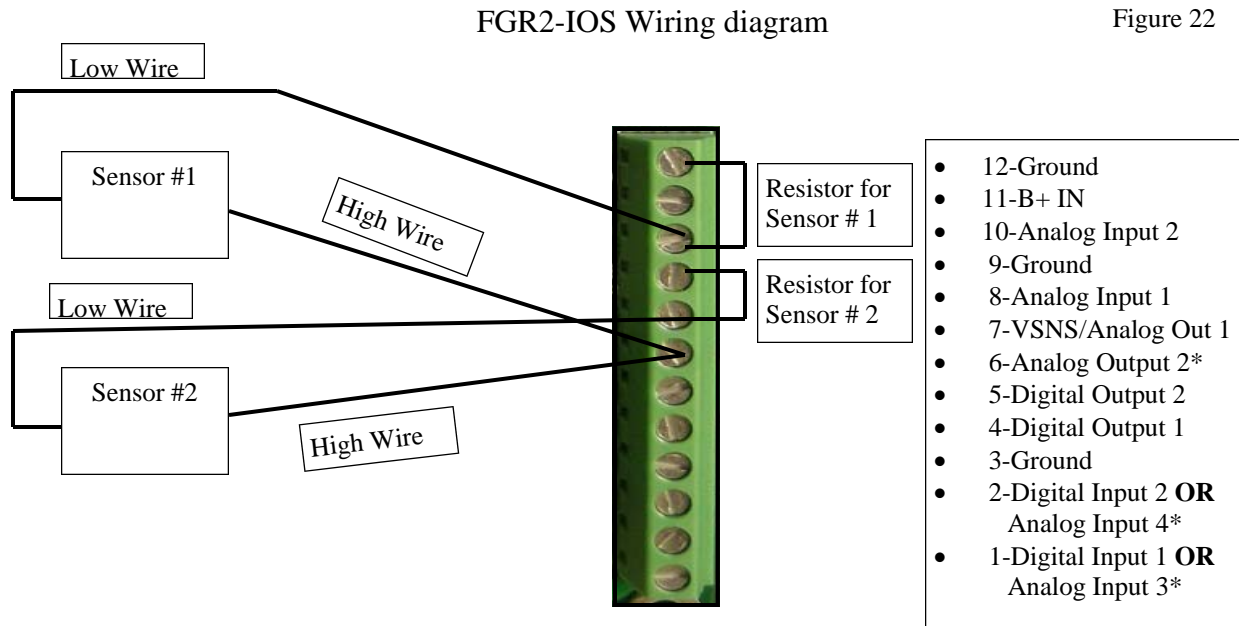 FGR2-IOS Wiring diagram
Figure 22
Low Wire
Sensor #1
High Wire
Resistor for
Sensor # 1
Low Wire
Resistor for
Sensor # 2
Sensor #2
High Wire
• 12-Ground
• 11-B+ IN
• 10-Analog Input 2
• 9-Ground
• 8-Analog Input 1
• 7-VSNS/Analog Out 1
• 6-Analog Output 2*
• 5-Digital Output 2
• 4-Digital Output 1
• 3-Ground
• 2-Digital Input 2 OR
Analog Input 4*
• 1-Digital Input 1 OR
Analog Input 3*